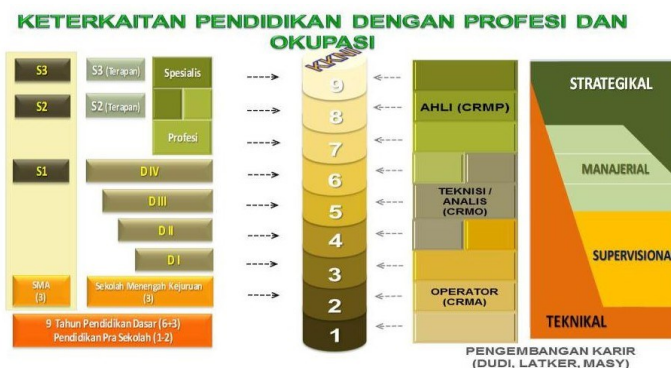 KETERKAITAN PENDIDIKAN DENGAN PROFESI DAN
OKUPASI
S3
S3 (Terapan)
Spesialis
S2
S2 (Terapan)
Profesi
S1
D IV
D III
D II
D I
SMA
(3)
Sekolah Menengah Kejuruan
(3)
9 Tahun Pendidikan Dasar (6+3)
Pendidikan Pra Sekolah (1-2)
KKNI
9
8
7
6
5
4
3
2
1
AHLI (CRMP)
TEKNISI /
ANALIS
(CRMO)
OPERATOR
(CRMA)
STRATEGIKAL
MANAJERIAL
SUPERVISIONAL
TEKNIKAL
PENGEMBANGAN KARIR
(DUDI, LATKER, MASY)